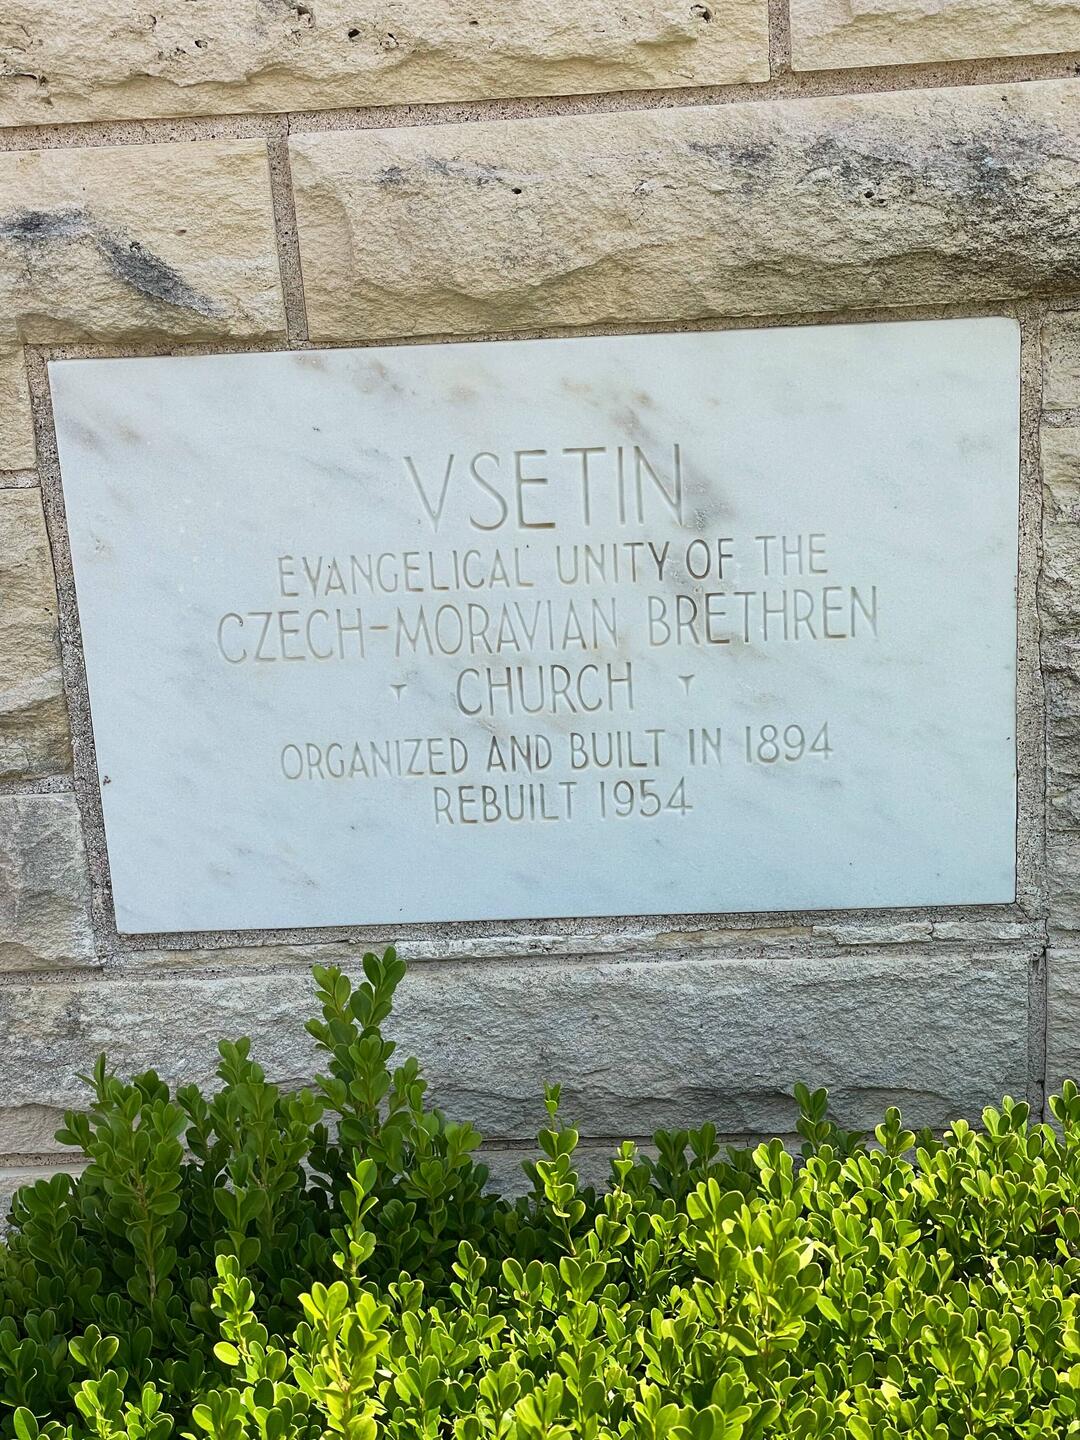 VSETIN
EVANGELICAL UNITY OF THE
CZECH-MORAVIAN BRETHREN
CHURCH
ORGANIZED AND BUILT IN 1894
REBUILT 1954